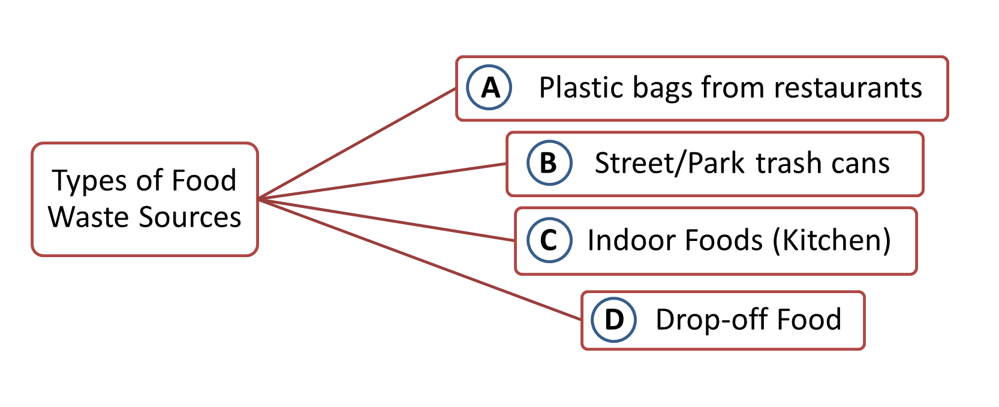 Types of Food
Waste Sources
A Plastic bags from restaurants
B Street/Park trash cans
C Indoor Foods (Kitchen)
D Drop-off Food